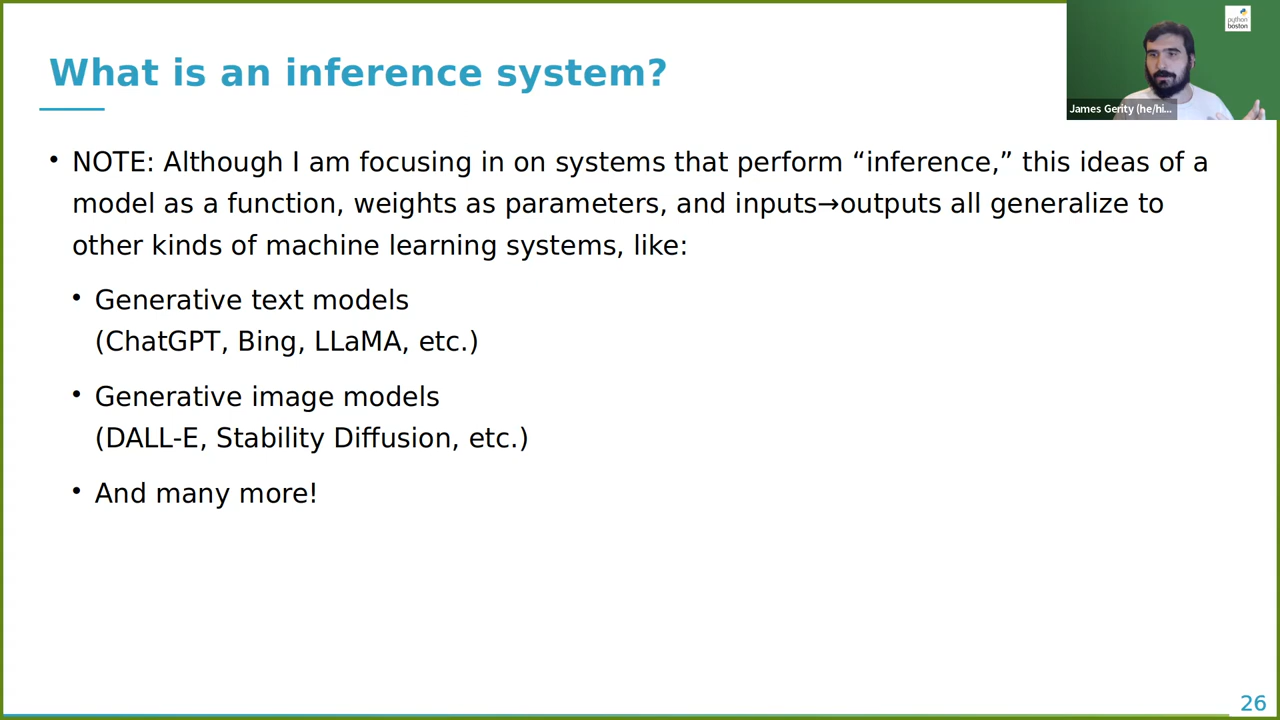 What is an inference system?
python
boston
James Gerity (he/hi...
• NOTE: Although I am focusing in on systems that perform “inference,” this ideas of a
model as a function, weights as parameters, and inputs→outputs all generalize to
other kinds of machine learning systems, like:
• Generative text models
(ChatGPT, Bing, LLaMA, etc.)
• Generative image models
(DALL-E, Stability Diffusion, etc.)
• And many more!
26